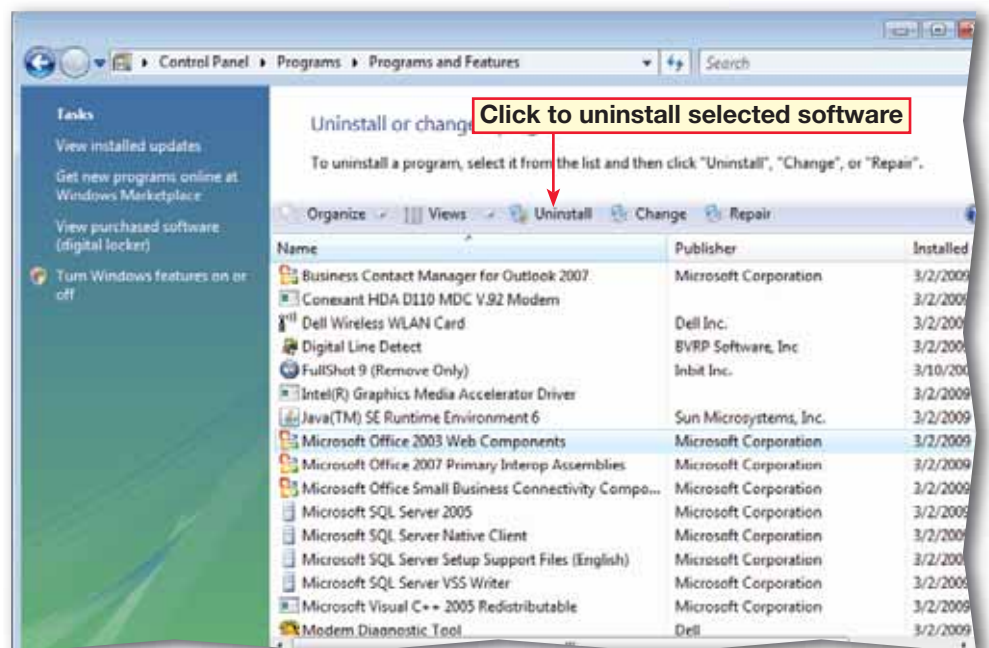 Control Panel ▸ Programs ▸ Programs and Features
Search
Tasks
View installed updates
Get new programs online at
Windows Marketplace
View purchased software
(digital locker)
Turn Windows features on or
off
Uninstall or change
Click to uninstall selected software
To uninstall a program, select it from the list and then click "Uninstall", "Change", or "Repair".
Organize Views Uninstall Change Repair
Name Publisher Installed
Business Contact Manager for Outlook 2007 Microsoft Corporation 3/2/2009
Conexant HDA D110 MDC V.92 Modem 3/2/2009
Dell Wireless WLAN Card Dell Inc. 3/2/200
Digital Line Detect BVRP Software, Inc 3/2/200
FullShot 9 (Remove Only) Inbit Inc. 3/10/200
Intel(R) Graphics Media Accelerator Driver 3/2/2009
Java(TM) SE Runtime Environment 6 Sun Microsystems, Inc. 3/2/2009
Microsoft Office 2003 Web Components Microsoft Corporation 3/2/2009
Microsoft Office 2007 Primary Interop Assemblies Microsoft Corporation 3/2/2009
Microsoft Office Small Business Connectivity Compo... Microsoft Corporation 3/2/2009
Microsoft SQL Server 2005 Microsoft Corporation 3/2/2009
Microsoft SQL Server Native Client Microsoft Corporation 3/2/200
Microsoft SQL Server Setup Support Files (English) Microsoft Corporation 3/2/200
Microsoft SQL Server VSS Writer Microsoft Corporation 3/2/200
Microsoft Visual C++ 2005 Redistributable Microsoft Corporation 3/2/2009
Modem Diagnostic Tool Dell 3/2/2009